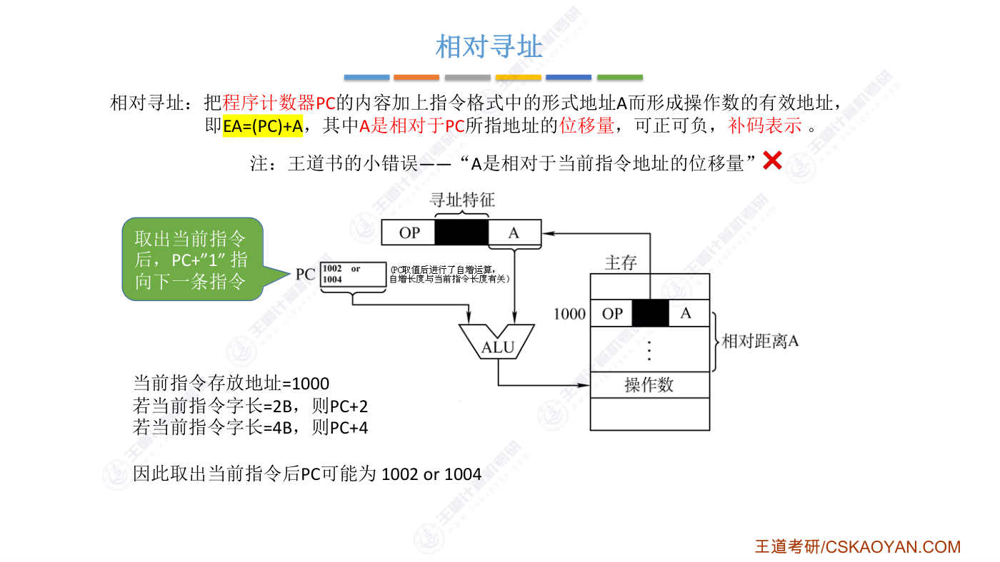 相对寻址
相对寻址：把程序计数器PC的内容加上指令格式中的形式地址A而形成操作数的有效地址，
即EA=(PC)+A，其中A是相对于PC所指地址的位移量，可正可负，补码表示 。
注：王道书的小错误——“A是相对于当前指令地址的位移量”
寻址特征
OP
A
取出当前指令
后，PC+”1” 指
向下一条指令
PC
1002 or
1004
(PC取值后进行了自增运算，
自增长度与当前指令长度有关)
主存
1000
OP
A
ALU
⋮
相对距离A
操作数
当前指令存放地址=1000
若当前指令字长=2B，则PC+2
若当前指令字长=4B，则PC+4
因此取出当前指令后PC可能为 1002 or 1004
王道考研/CSKAOYAN.COM